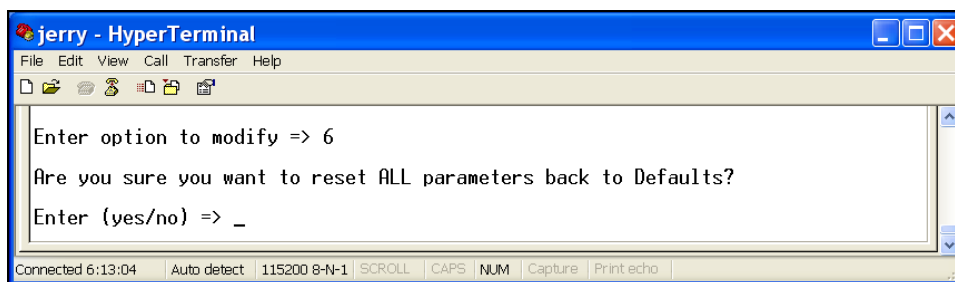 jerry - HyperTerminal
File Edit View Call Transfer Help
Enter option to modify => 6
Are you sure you want to reset ALL parameters back to Defaults?
Enter (yes/no) => _
Connected 6:13:04 Auto detect 115200 8-N-1 SCROLL CAPS NUM Capture Print echo